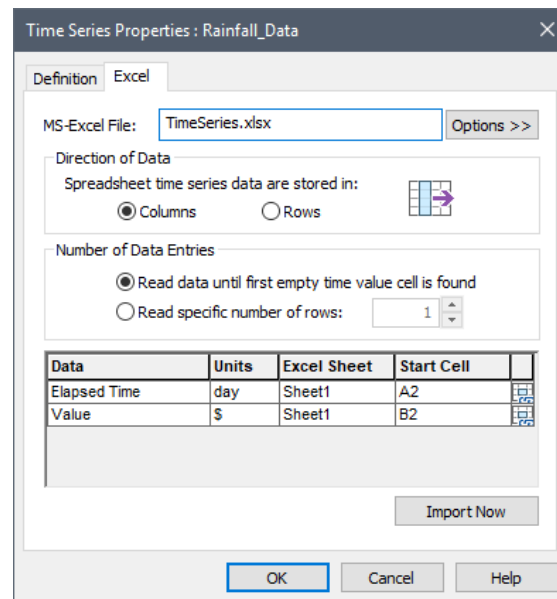 Time Series Properties : Rainfall_Data
Definition Excel
MS-Excel File: TimeSeries.xlsx Options >>
Direction of Data
Spreadsheet time series data are stored in:
Columns Rows
Number of Data Entries
Read data until first empty time value cell is found
Read specific number of rows: 1
Data Units Excel Sheet Start Cell
Elapsed Time day Sheet1 A2
Value $ Sheet1 B2
Import Now
OK Cancel Help